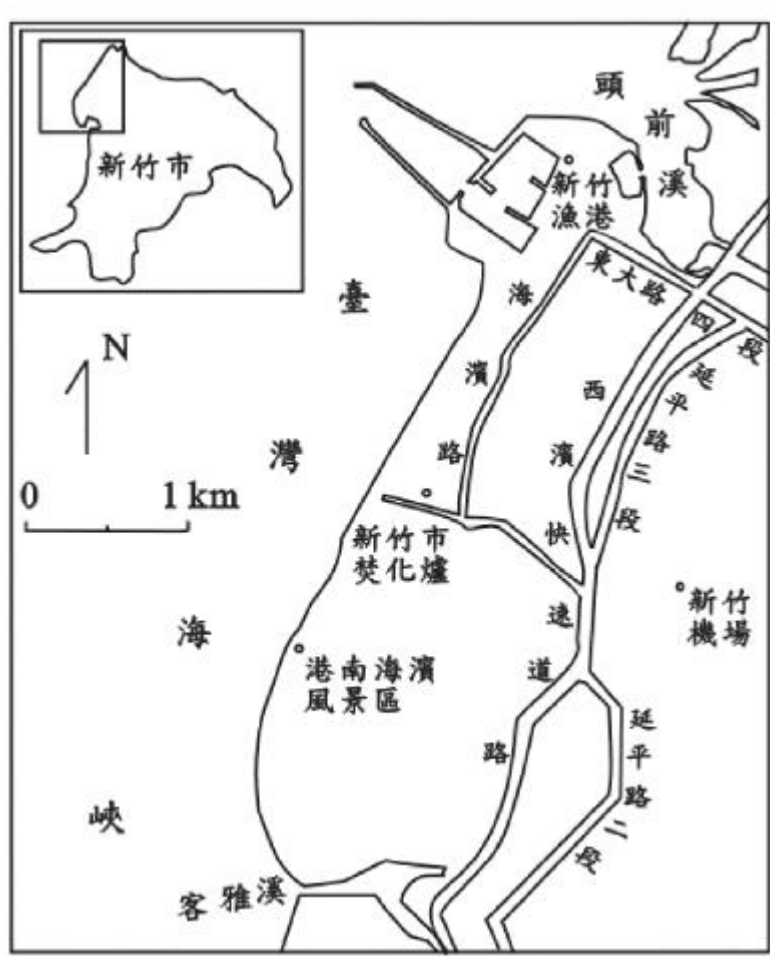 新竹市
頭前溪
新竹
漁港
東大路四段
海濱路
延平路三段
西濱快速道路
臺灣海峽
N
0 1 km
新竹市
焚化爐
新竹
機場
港南海濱
風景區
延平路二段
客雅溪